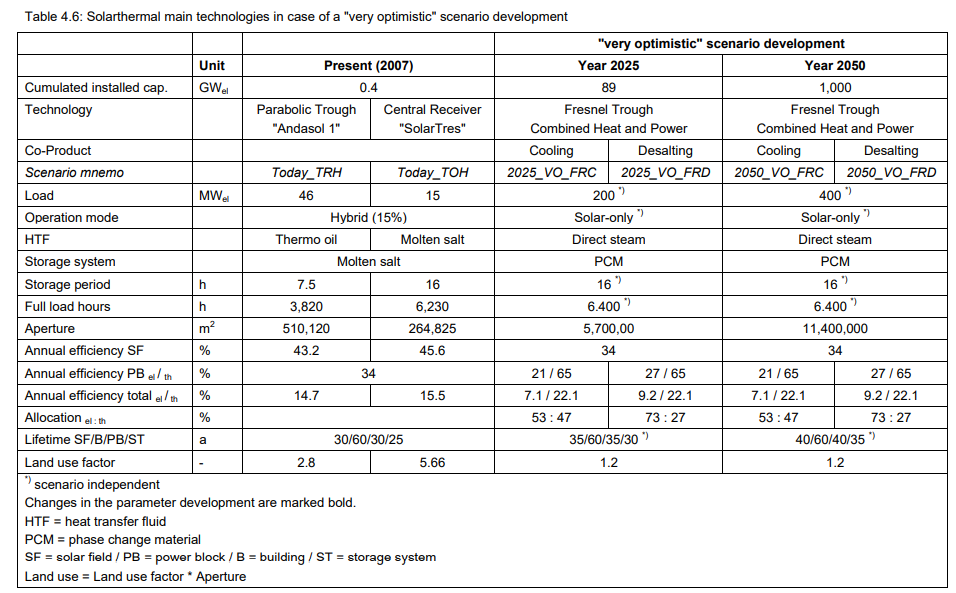 Table 4.6: Solarthermal main technologies in case of a "very optimistic" scenario development
"very optimistic" scenario development
Unit Present (2007) Year 2025 Year 2050
Cumulated installed cap. GWel 0.4 89 1,000
Technology Parabolic Trough Central Receiver Fresnel Trough Fresnel Trough
"Andasol 1" "SolarTres" Combined Heat and Power Combined Heat and Power
Co-Product Cooling Desalting Cooling Desalting
Scenario mnemo Today_TRH Today_TOH 2025_VO_FRC 2025_VO_FRD 2050_VO_FRC 2050_VO_FRD
Load MWel 46 15 200 *) 400 *)
Operation mode Hybrid (15%) Solar-only *) Solar-only *)
HTF Thermo oil Molten salt Direct steam Direct steam
Storage system Molten salt PCM PCM
Storage period h 7.5 16 16 *) 16 *)
Full load hours h 3,820 6,230 6.400 *) 6.400 *)
Aperture m2 510,120 264,825 5,700,00 11,400,000
Annual efficiency SF % 43.2 45.6 34 34
Annual efficiency PB el / th % 34 21 / 65 27 / 65 21 / 65 27 / 65
Annual efficiency total el / th % 14.7 15.5 7.1 / 22.1 9.2 / 22.1 7.1 / 22.1 9.2 / 22.1
Allocation el : th % 53 : 47 73 : 27 53 : 47 73 : 27
Lifetime SF/B/PB/ST a 30/60/30/25 35/60/35/30 *) 40/60/40/35 *)
Land use factor - 2.8 5.66 1.2 1.2
*) scenario independent
Changes in the parameter development are marked bold.
HTF = heat transfer fluid
PCM = phase change material
SF = solar field / PB = power block / B = building / ST = storage system
Land use = Land use factor * Aperture